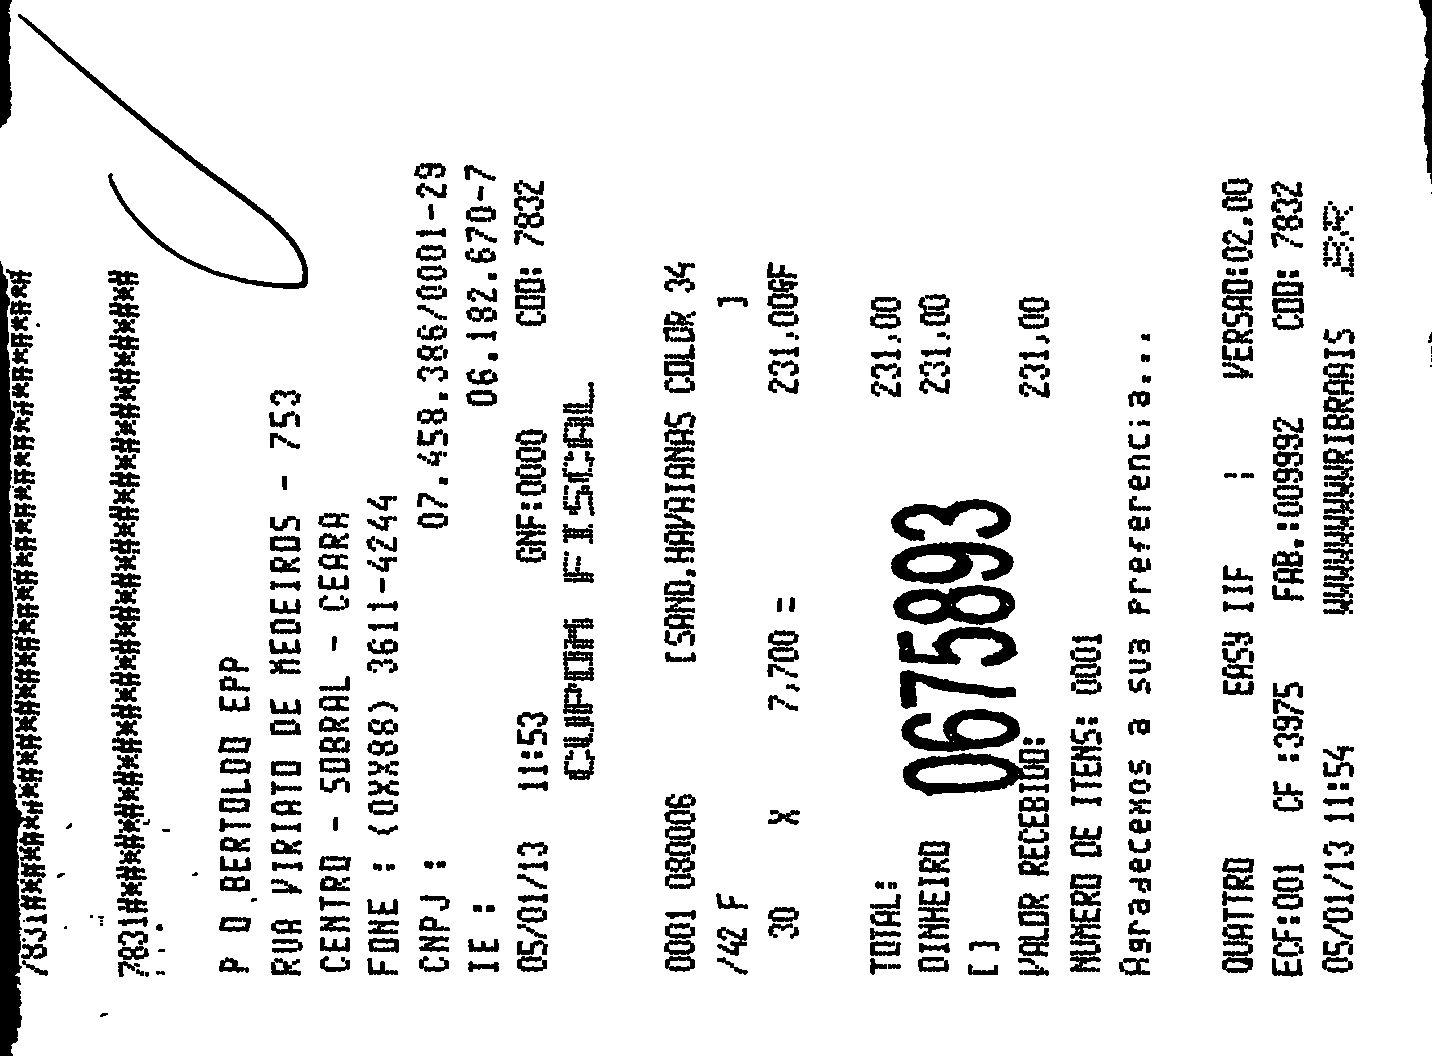 7831#*#*#*#*#*#*#*#*#*#*#*#*#*#*#*#*#*#*#
7831#*#*#*#*#*#*#*#*#*#*#*#*#*#*#*#*#*#*#
P O BERTOLDO EPP
RUA VIRIATO DE MEDEIROS - 753
CENTRO - SOBRAL - CEARA
FONE : (0XX88) 3611-4244
CNPJ : 07.458.386/0001-29
IE : 06.182.670-7
05/01/13 11:53 GNF:0000 COO: 7832
CUPOM FISCAL
0001 080006 [SAND.HAVAIANAS COLOR 34
/42 F ]
30 X 7,700 = 231.00GF
TOTAL: 231.00
DINHEIRO 231.00
[ ]
0675893
VALOR RECEBIDO: 231.00
NUMERO DE ITENS: 0001
Agradecemos a sua preferencia...
QUATTRO EASY IIF ; VERSAO:02.00
ECF:001 CF :3975 FAB.:009992 COO: 7832
05/01/13 11:54 WWWWWWWWRIBRAAIS BR